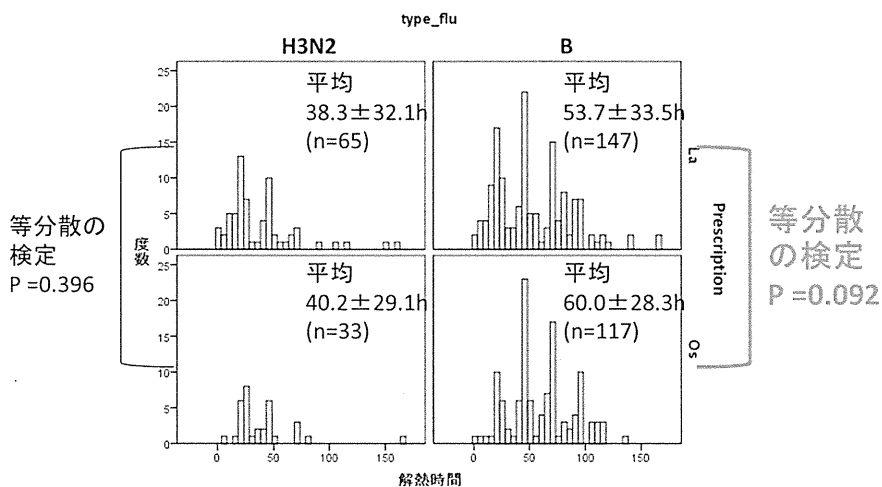 type_flu
H3N2
B
平均
38.3±32.1h
(n=65)
平均
53.7±33.5h
(n=147)
25
20
15
10
5
0
La
等分散の
検定
P =0.396
度数
Prescription
等分散
の検定
P =0.092
平均
40.2±29.1h
(n=33)
平均
60.0±28.3h
(n=117)
25
20
15
10
5
0
Os
0 50 100 150 0 50 100 150
解熱時間